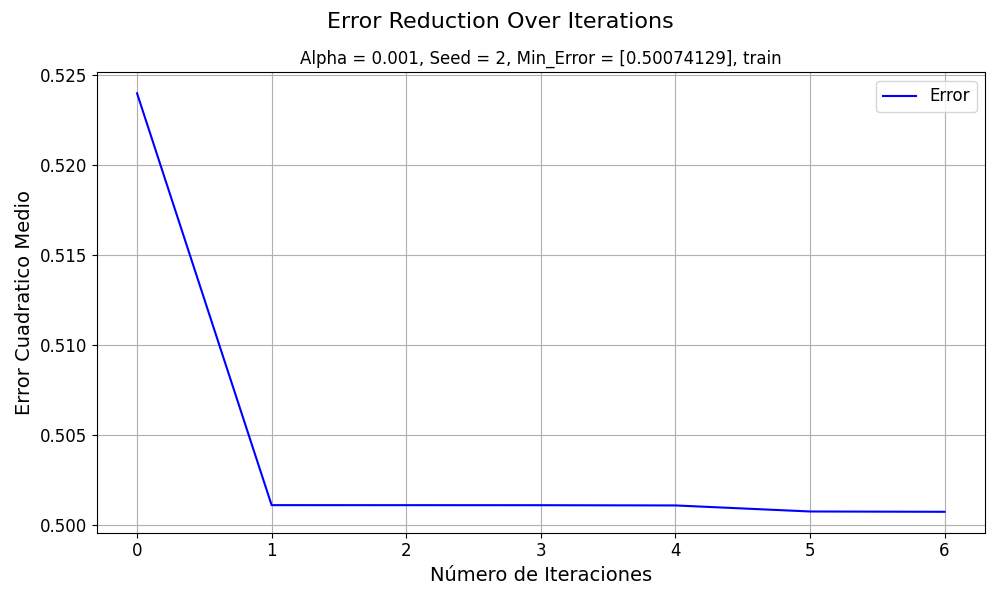 Error Reduction Over Iterations
Alpha = 0.001, Seed = 2, Min_Error = [0.50074129], train
Error
Error Cuadratico Medio
0.525
0.520
0.515
0.510
0.505
0.500
0 1 2 3 4 5 6
Número de Iteraciones